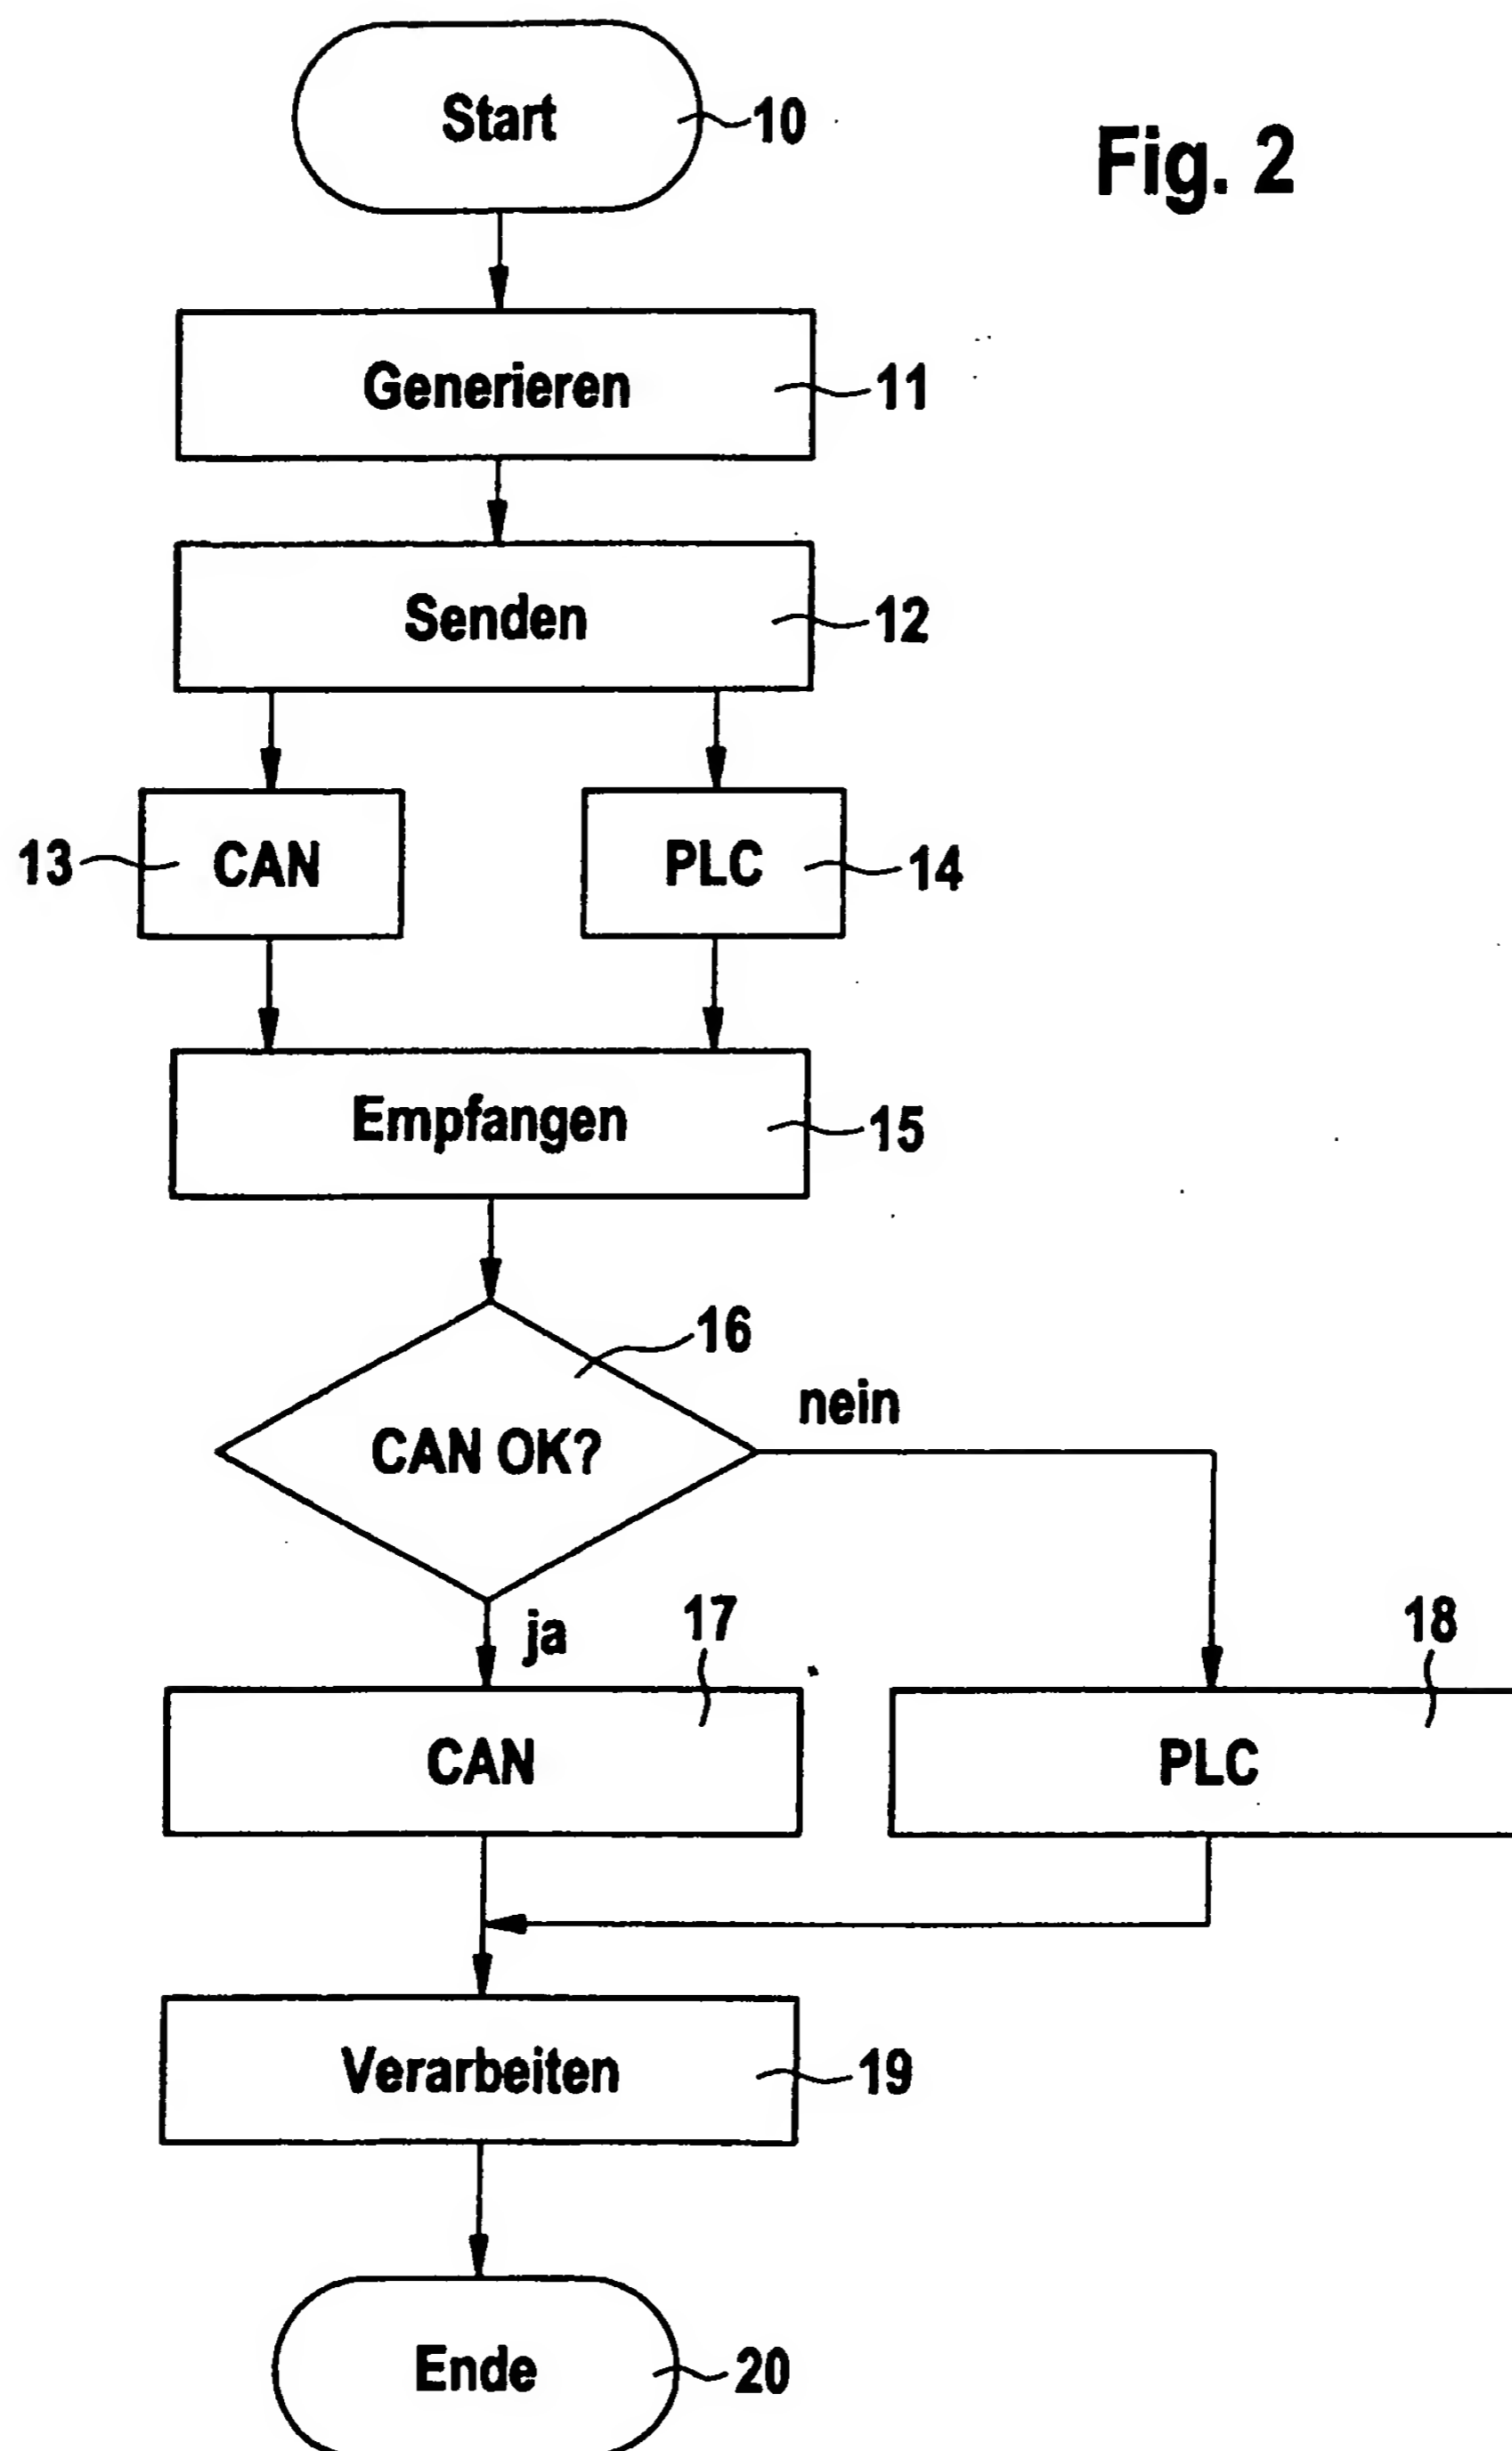 Start
10
Fig. 2
Generieren
11
Senden
12
13
CAN
PLC
14
Empfangen
15
16
nein
CAN OK?
ja
17
18
CAN
PLC
Verarbeiten
19
Ende
20